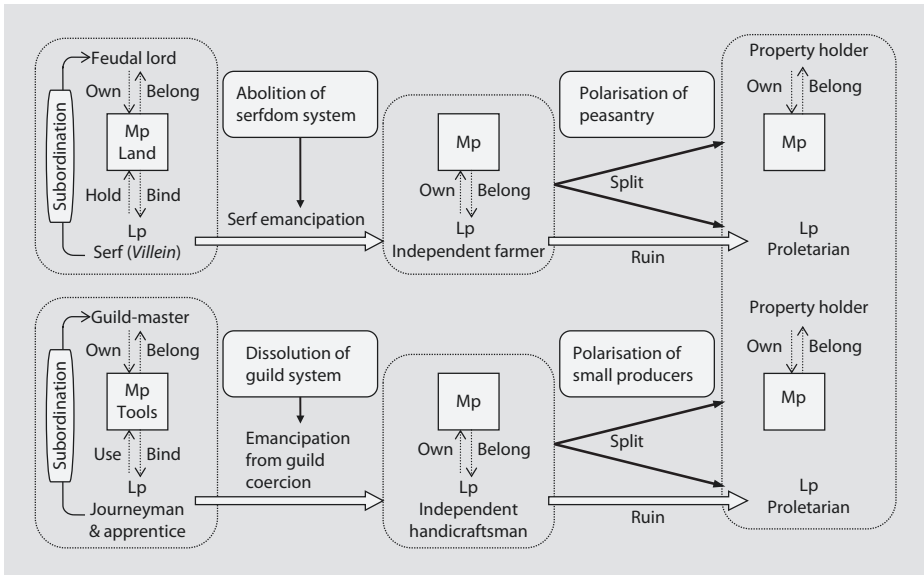 Feudal lord
Own
Belong
Subordination
Mp
Land
Hold
Bind
Lp
Serf (Villein)
Abolition of
serfdom system
Serf emancipation
Mp
Own
Belong
Lp
Independent farmer
Polarisation of
peasantry
Split
Ruin
Property holder
Own
Belong
Mp
Lp
Proletarian
Guild-master
Own
Belong
Subordination
Mp
Tools
Use
Bind
Lp
Journeyman
& apprentice
Dissolution of
guild system
Emancipation
from guild
coercion
Mp
Own
Belong
Lp
Independent
handicraftsman
Polarisation of
small producers
Split
Ruin
Property holder
Own
Belong
Mp
Lp
Proletarian